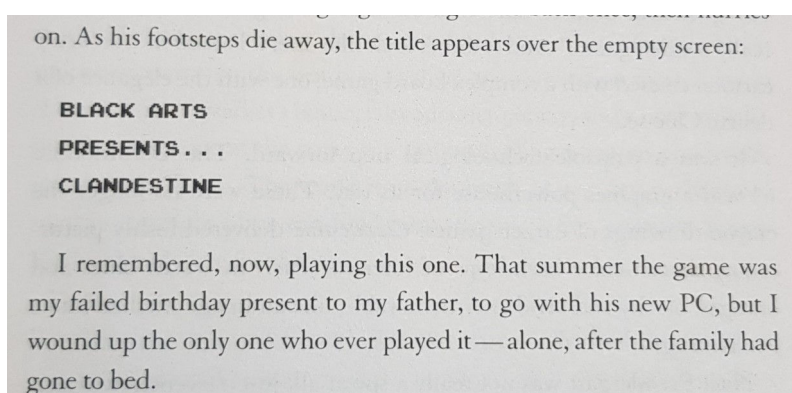 on. As his footsteps die away, the title appears over the empty screen:
BLACK ARTS
PRESENTS...
CLANDESTINE
I remembered, now, playing this one. That summer the game was
my failed birthday present to my father, to go with his new PC, but I
wound up the only one who ever played it—alone, after the family had
gone to bed.